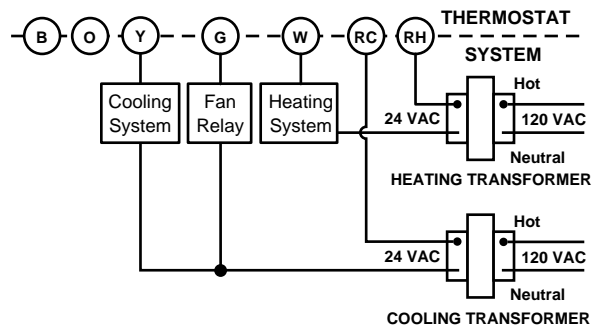 THERMOSTAT
B O Y G W RC RH
SYSTEM
Cooling
System
Fan
Relay
Heating
System
Hot
24 VAC
120 VAC
Neutral
HEATING TRANSFORMER
Hot
24 VAC
120 VAC
Neutral
COOLING TRANSFORMER